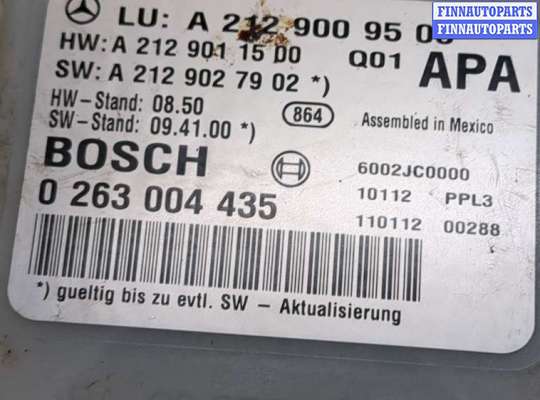 FINNAUTOPARTS
FINNAUTOPARTS
LU: A 212 900 95
HW: A 212 901 15 00 Q01 APA
SW: A 212 902 79 02 *)
HW-Stand: 08.50
SW-Stand: 09.41.00 *)
864 Assembled in Mexico
BOSCH
6002JC0000
0 263 004 435
10112 PPL3
110112 00288
*) gueltig bis zu evtl. SW - Aktualisierung